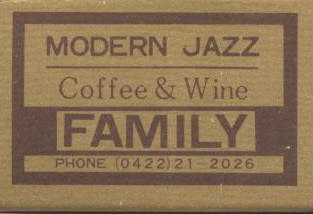 MODERN JAZZ
Coffee & Wine
FAMILY
PHONE (0422)21-2026